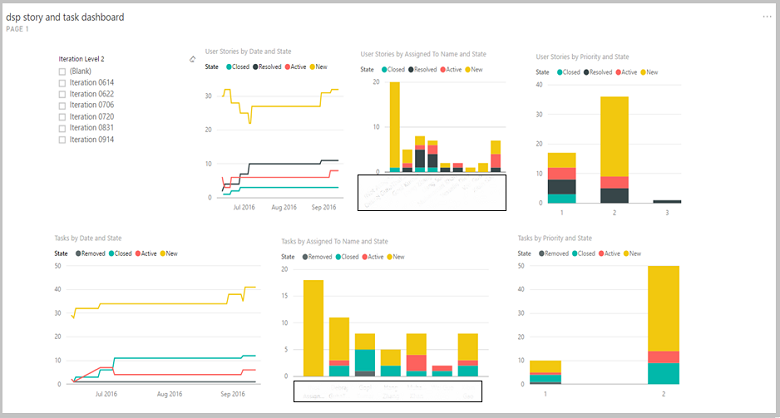 dsp story and task dashboard
PAGE 1
Iteration Level 2
(Blank)
Iteration 0614
Iteration 0622
Iteration 0706
Iteration 0720
Iteration 0831
Iteration 0914
User Stories by Date and State
State Closed Resolved Active New
30
20
10
0
Jul 2016 Aug 2016 Sep 2016
User Stories by Assigned To Name and State
State Closed Resolved Active New
20
10
0
User Stories by Priority and State
State Closed Resolved Active New
40
20
0
1 2 3
Tasks by Date and State
State Removed Closed Active New
50
40
30
20
10
0
Jul 2016 Aug 2016 Sep 2016
Tasks by Assigned To Name and State
State Removed Closed Active New
20
15
10
5
0
Tasks by Priority and State
State Removed Closed Active New
50
40
30
20
10
0
1 2